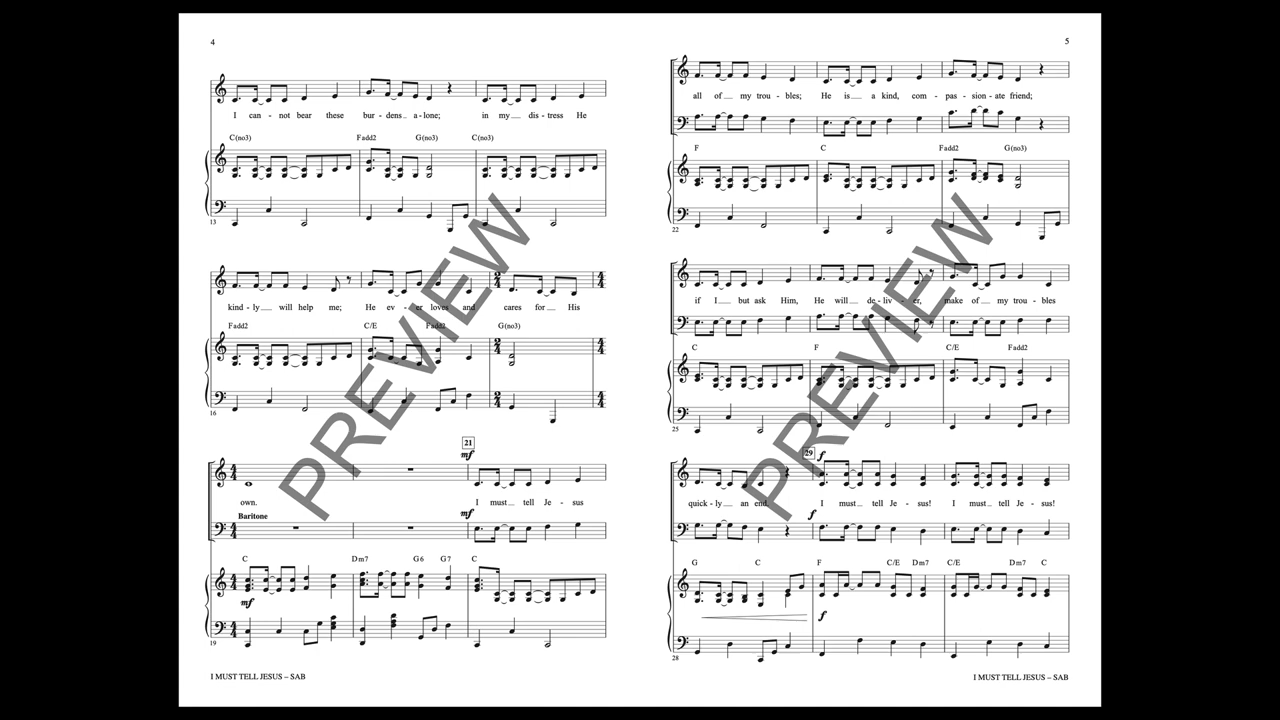 4
I can - not bear these bur - dens a - lone; in my dis - tress He
C(no3) Fadd2 G(no3) C(no3)
13
kind - ly will help me; He ev - er loves and cares for His
Fadd2 C/E Fadd2 G(no3)
16
21
mf
own. I must tell Je - sus
Baritone
mf
C Dm7 G6 G7 C
mf
19
I MUST TELL JESUS – SAB
5
all of my trou - bles; He is a kind, com - pas - sion - ate friend;
F C Fadd2 G(no3)
22
if I but ask Him, He will de - liv - er, make of my trou - bles
C F C/E Fadd2
25
29
f
quick - ly an end. I must tell Je - sus! I must tell Je - sus!
f
G C F C/E Dm7 C/E Dm7 C
f
28
I MUST TELL JESUS – SAB
PREVIEW
PREVIEW